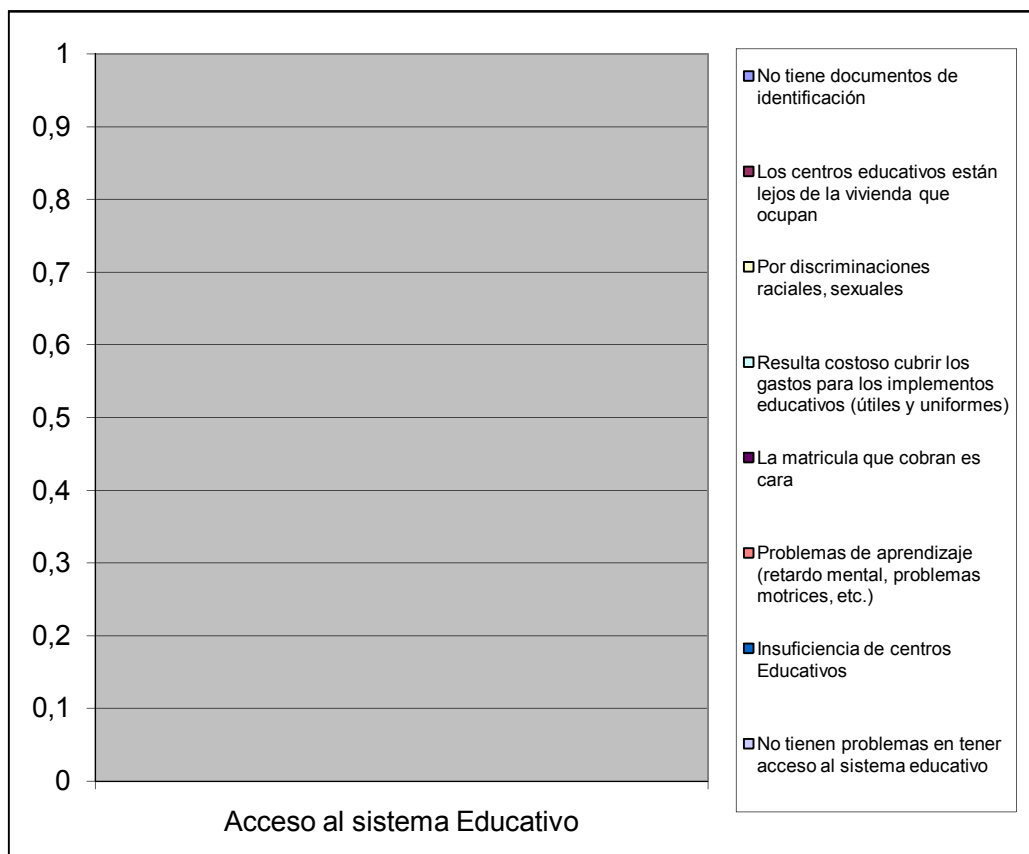 1
0,9
0,8
0,7
0,6
0,5
0,4
0,3
0,2
0,1
0
Acceso al sistema Educativo
No tiene documentos de
identificación
Los centros educativos están
lejos de la vivienda que
ocupan
Por discriminaciones
raciales, sexuales
Resulta costoso cubrir los
gastos para los implementos
educativos (útiles y uniformes)
La matricula que cobran es
cara
Problemas de aprendizaje
(retardo mental, problemas
motrices, etc.)
Insuficiencia de centros
Educativos
No tienen problemas en tener
acceso al sistema educativo